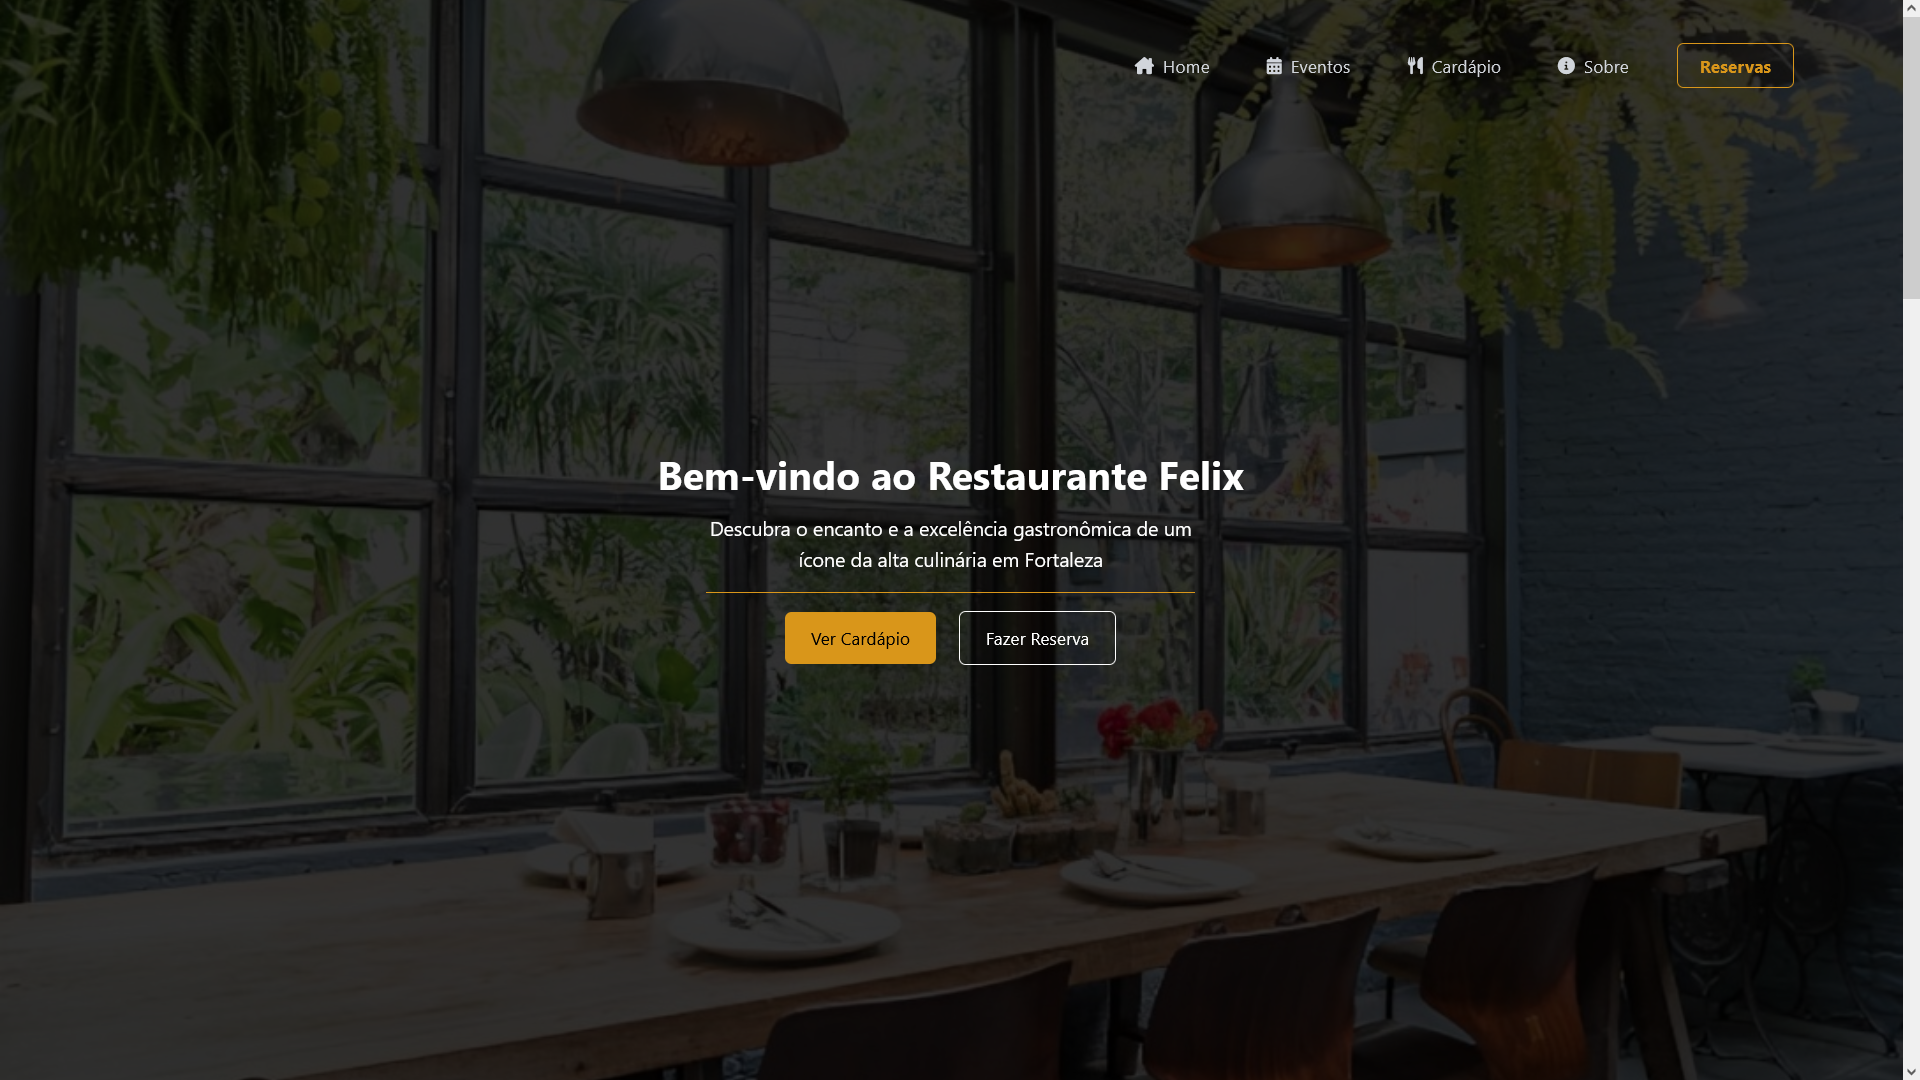 Home
Eventos
Cardápio
Sobre
Reservas
Bem-vindo ao Restaurante Felix
Descubra o encanto e a excelência gastronômica de um
ícone da alta culinária em Fortaleza
Ver Cardápio
Fazer Reserva